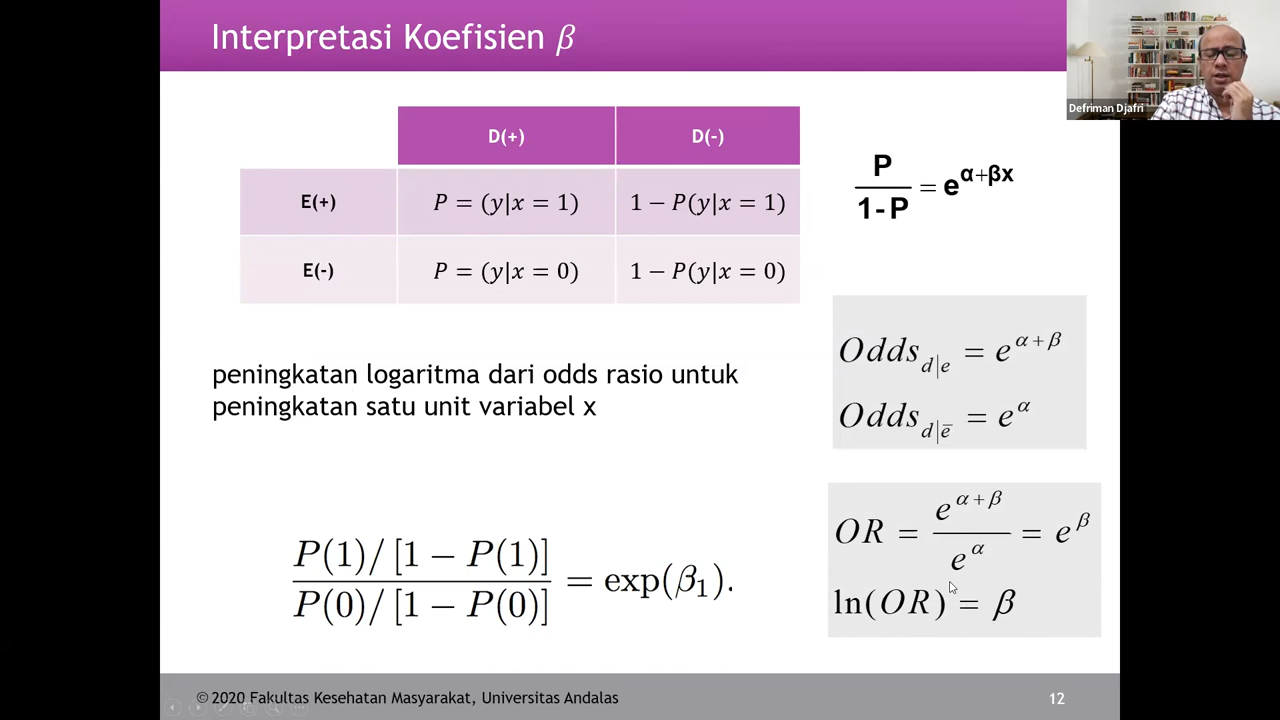 Interpretasi Koefisien β
Defriman Djafri
D(+) D(-)
E(+) P = (y|x = 1) 1 − P(y|x = 1)
E(-) P = (y|x = 0) 1 − P(y|x = 0)
P/1-P = e^α+βx
Odds_d|e = e^α+β
Odds_d|e̅ = e^α
peningkatan logaritma dari odds rasio untuk
peningkatan satu unit variabel x
P(1)/[1 − P(1)] / P(0)/[1 − P(0)] = exp(β₁).
OR = e^α+β / e^α = e^β
ln(OR) = β
© 2020 Fakultas Kesehatan Masyarakat, Universitas Andalas 12